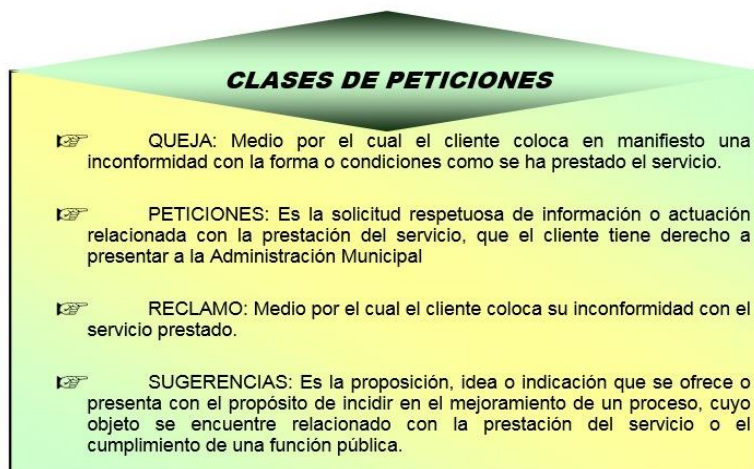 CLASES DE PETICIONES
QUEJA: Medio por el cual el cliente coloca en manifiesto una
inconformidad con la forma o condiciones como se ha prestado el servicio.
PETICIONES: Es la solicitud respetuosa de información o actuación
relacionada con la prestación del servicio, que el cliente tiene derecho a
presentar a la Administración Municipal
RECLAMO: Medio por el cual el cliente coloca su inconformidad con el
servicio prestado.
SUGERENCIAS: Es la proposición, idea o indicación que se ofrece o
presenta con el propósito de incidir en el mejoramiento de un proceso, cuyo
objeto se encuentre relacionado con la prestación del servicio o el
cumplimiento de una función pública.